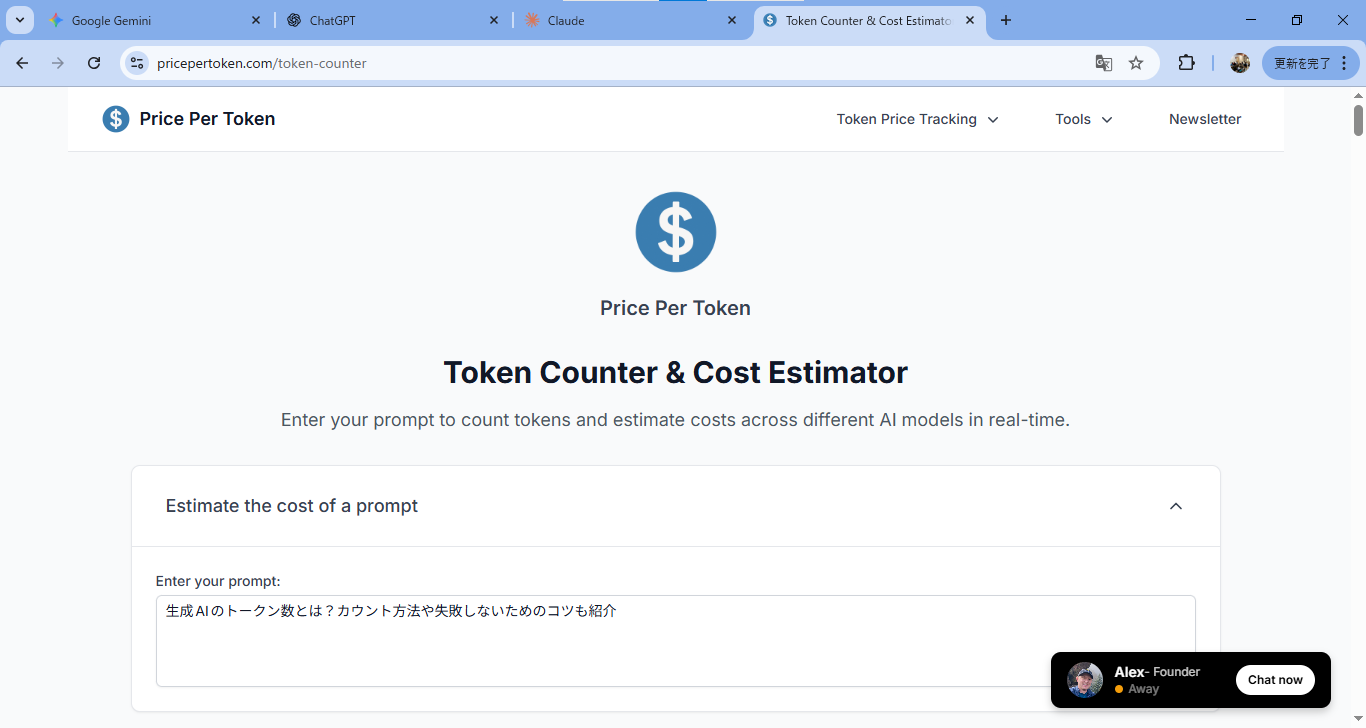 Google Gemini
ChatGPT
Claude
Token Counter & Cost Estimato
pricepertoken.com/token-counter
更新を完了
Price Per Token
Token Price Tracking
Tools
Newsletter
Price Per Token
Token Counter & Cost Estimator
Enter your prompt to count tokens and estimate costs across different AI models in real-time.
Estimate the cost of a prompt
Enter your prompt:
生成AIのトークン数とは？カウント方法や失敗しないためのコツも紹介
Alex- Founder
Away
Chat now